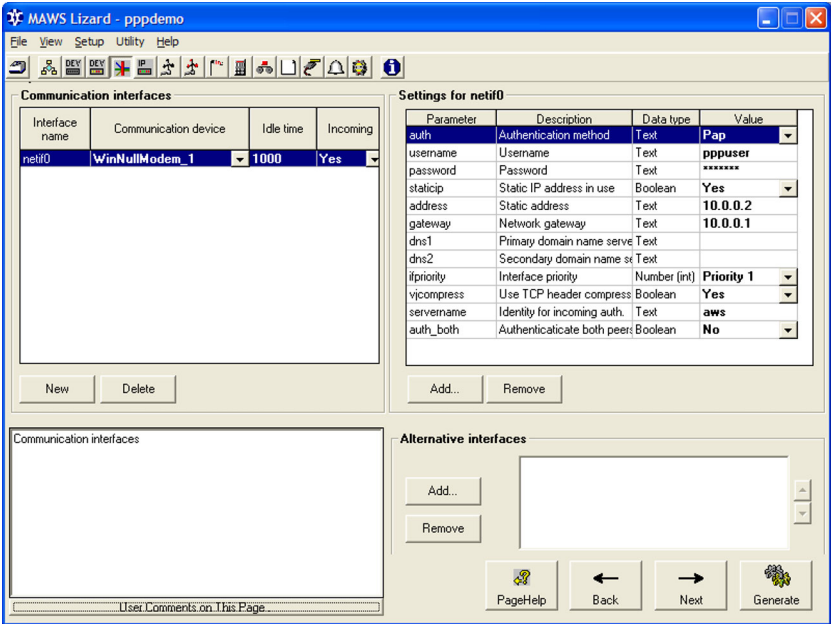 MAWS Lizard - pppdemo
File View Setup Utility Help
DEV DEV IP
Communication interfaces
Interface name Communication device Idle time Incoming
netif0 WinNullModem_1 1000 Yes
New Delete
Settings for netif0
Parameter Description Data type Value
auth Authentication method Text Pap
username Username Text pppuser
password Password Text *******
staticip Static IP address in use Boolean Yes
address Static address Text 10.0.0.2
gateway Network gateway Text 10.0.0.1
dns1 Primary domain name serve Text
dns2 Secondary domain name se Text
ifpriority Interface priority Number (int) Priority 1
vjcompress Use TCP header compress Boolean Yes
servername Identity for incoming auth. Text aws
auth_both Authenticaticate both peers Boolean No
Add... Remove
Communication interfaces
User Comments on This Page..
Alternative interfaces
Add...
Remove
PageHelp Back Next Generate